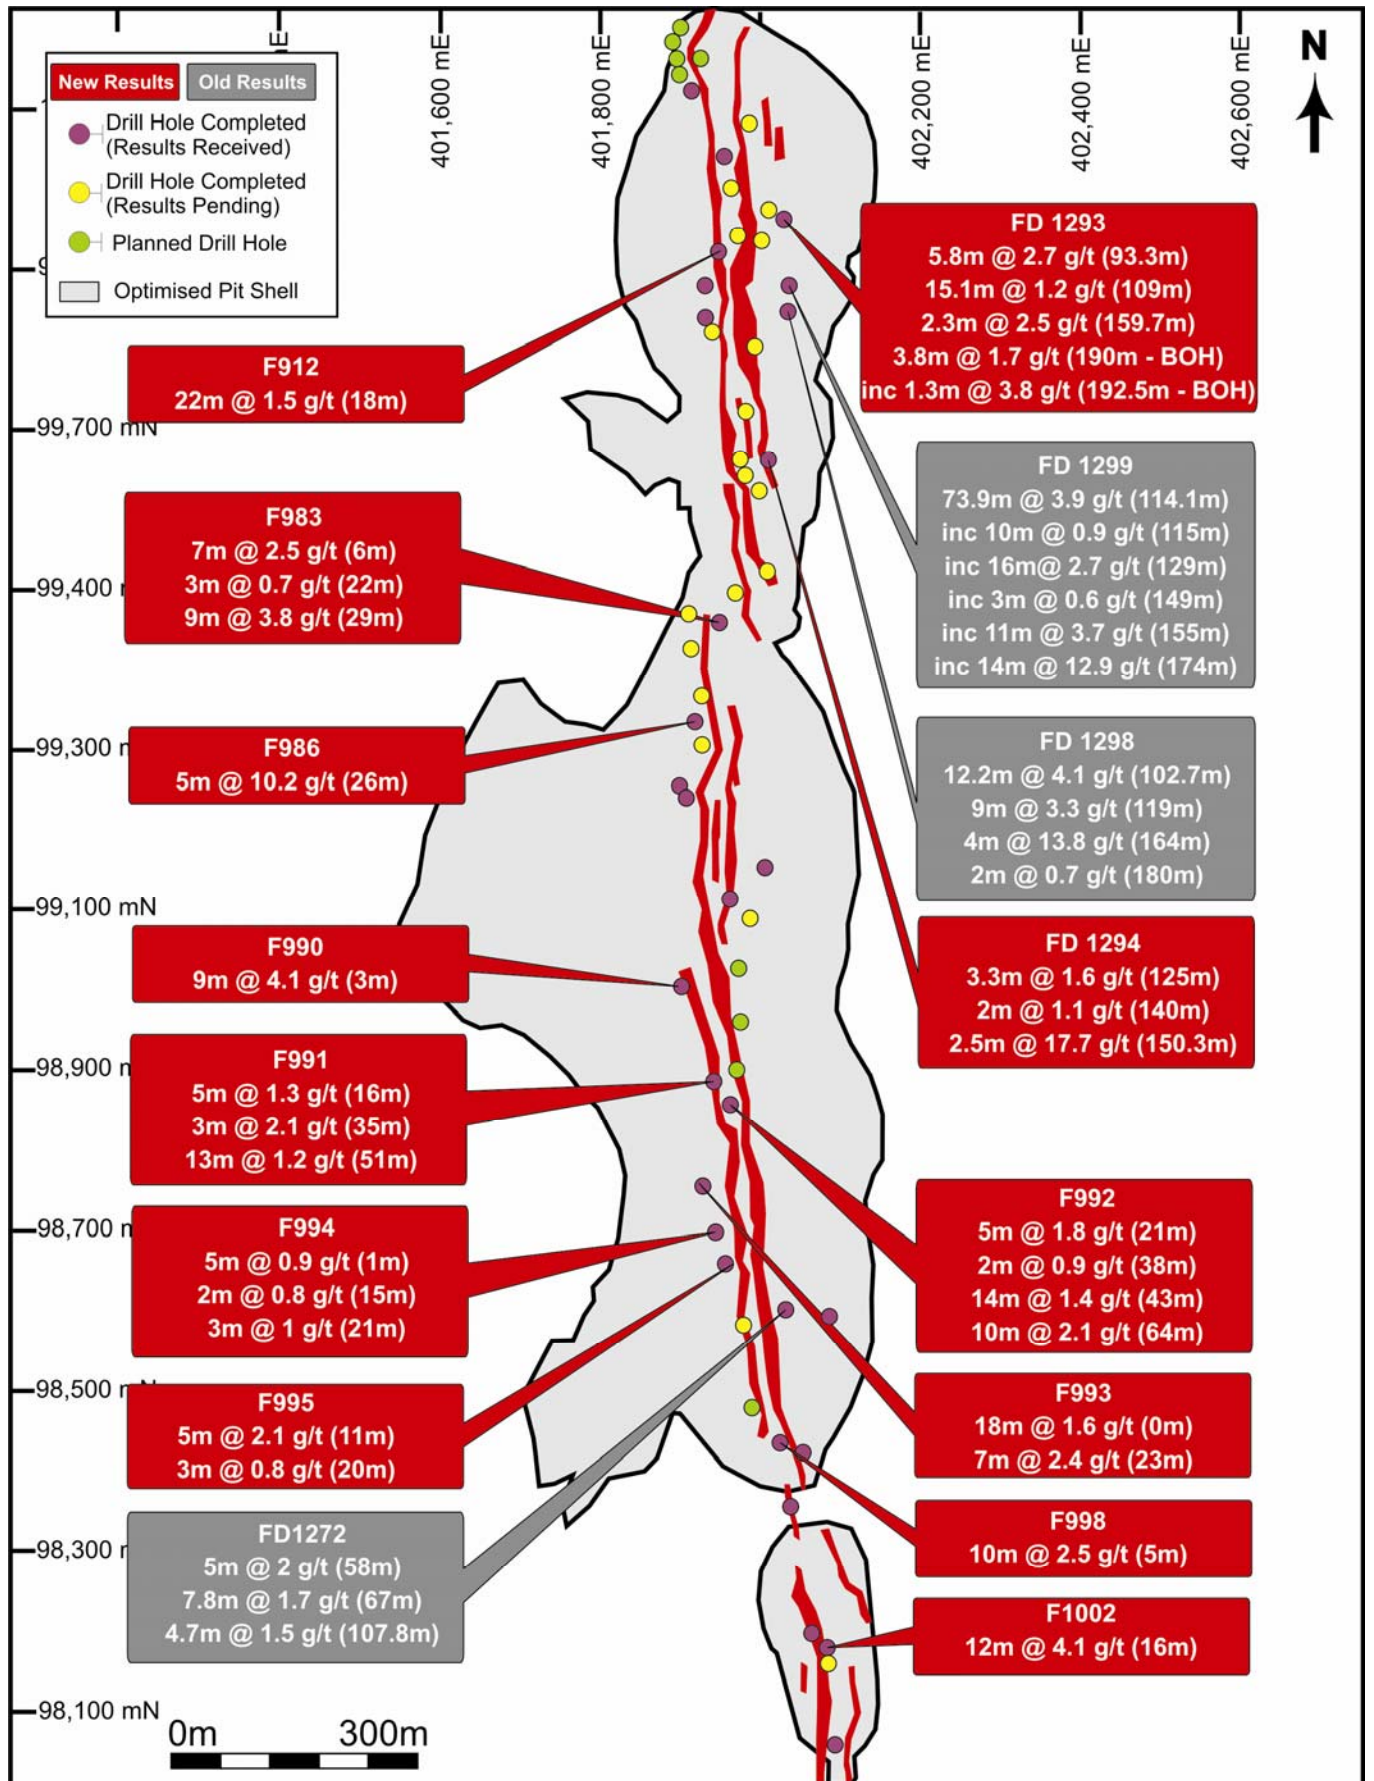 New Results
Old Results
Drill Hole Completed
(Results Received)
Drill Hole Completed
(Results Pending)
Planned Drill Hole
Optimised Pit Shell
401,600 mE
401,800 mE
402,200 mE
402,400 mE
402,600 mE
N
FD 1293
5.8m @ 2.7 g/t (93.3m)
15.1m @ 1.2 g/t (109m)
2.3m @ 2.5 g/t (159.7m)
3.8m @ 1.7 g/t (190m - BOH)
inc 1.3m @ 3.8 g/t (192.5m - BOH)
F912
22m @ 1.5 g/t (18m)
99,700 mN
FD 1299
73.9m @ 3.9 g/t (114.1m)
inc 10m @ 0.9 g/t (115m)
inc 16m@ 2.7 g/t (129m)
inc 3m @ 0.6 g/t (149m)
inc 11m @ 3.7 g/t (155m)
inc 14m @ 12.9 g/t (174m)
F983
7m @ 2.5 g/t (6m)
3m @ 0.7 g/t (22m)
9m @ 3.8 g/t (29m)
99,400
99,300
F986
5m @ 10.2 g/t (26m)
FD 1298
12.2m @ 4.1 g/t (102.7m)
9m @ 3.3 g/t (119m)
4m @ 13.8 g/t (164m)
2m @ 0.7 g/t (180m)
99,100 mN
F990
9m @ 4.1 g/t (3m)
FD 1294
3.3m @ 1.6 g/t (125m)
2m @ 1.1 g/t (140m)
2.5m @ 17.7 g/t (150.3m)
98,900
F991
5m @ 1.3 g/t (16m)
3m @ 2.1 g/t (35m)
13m @ 1.2 g/t (51m)
F992
5m @ 1.8 g/t (21m)
2m @ 0.9 g/t (38m)
14m @ 1.4 g/t (43m)
10m @ 2.1 g/t (64m)
98,700
F994
5m @ 0.9 g/t (1m)
2m @ 0.8 g/t (15m)
3m @ 1 g/t (21m)
98,500
F995
5m @ 2.1 g/t (11m)
3m @ 0.8 g/t (20m)
F993
18m @ 1.6 g/t (0m)
7m @ 2.4 g/t (23m)
98,300
FD1272
5m @ 2 g/t (58m)
7.8m @ 1.7 g/t (67m)
4.7m @ 1.5 g/t (107.8m)
F998
10m @ 2.5 g/t (5m)
F1002
12m @ 4.1 g/t (16m)
98,100 mN
0m
300m